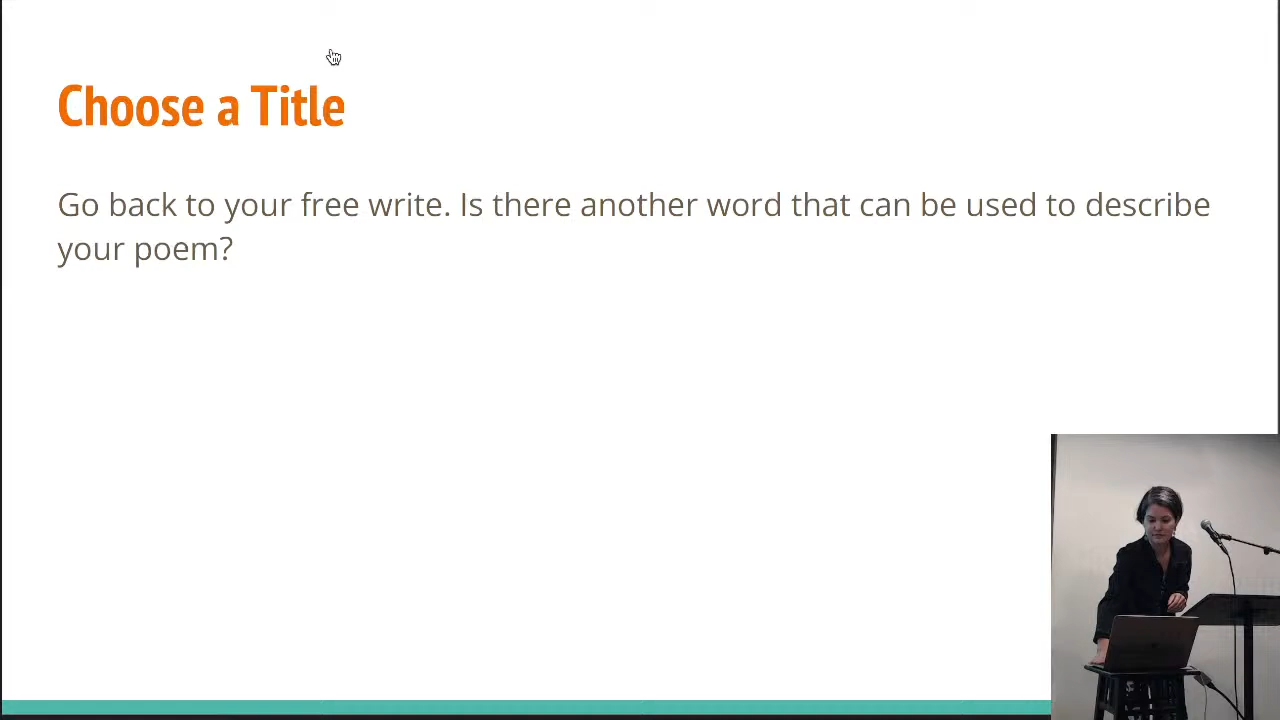 Choose a Title
Go back to your free write. Is there another word that can be used to describe
your poem?